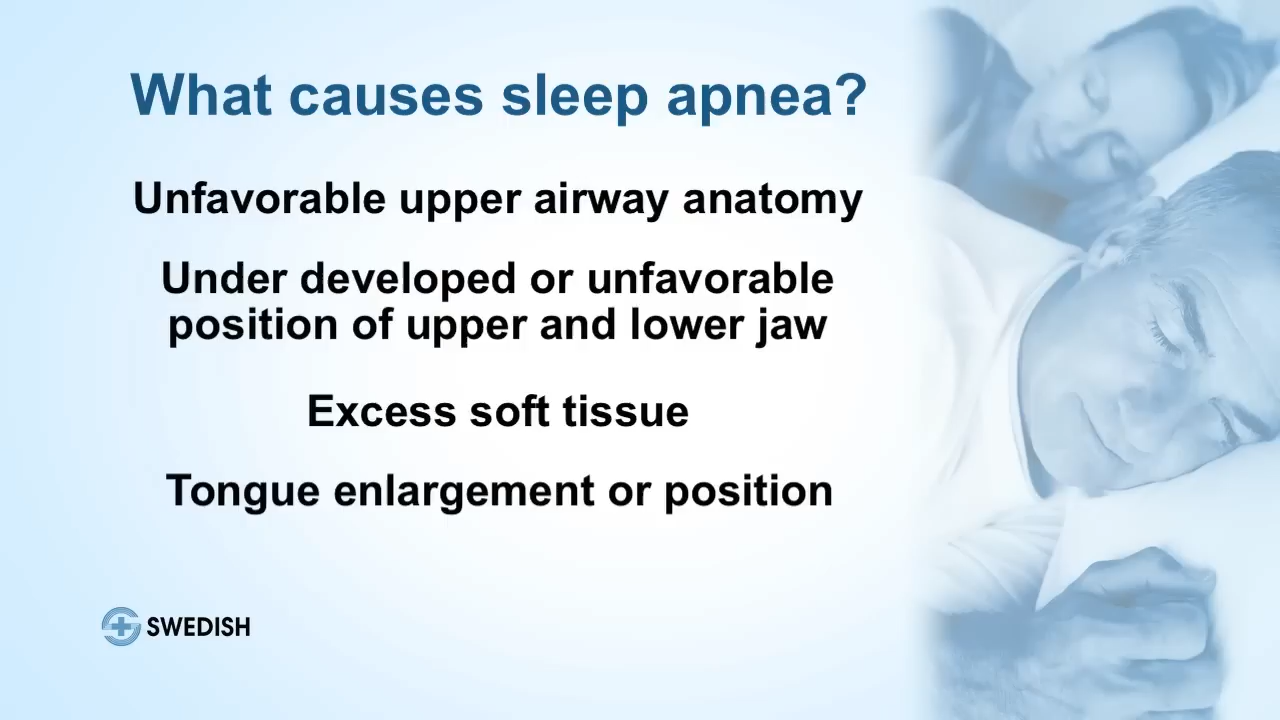 What causes sleep apnea?
Unfavorable upper airway anatomy
Under developed or unfavorable
position of upper and lower jaw
Excess soft tissue
Tongue enlargement or position
SWEDISH